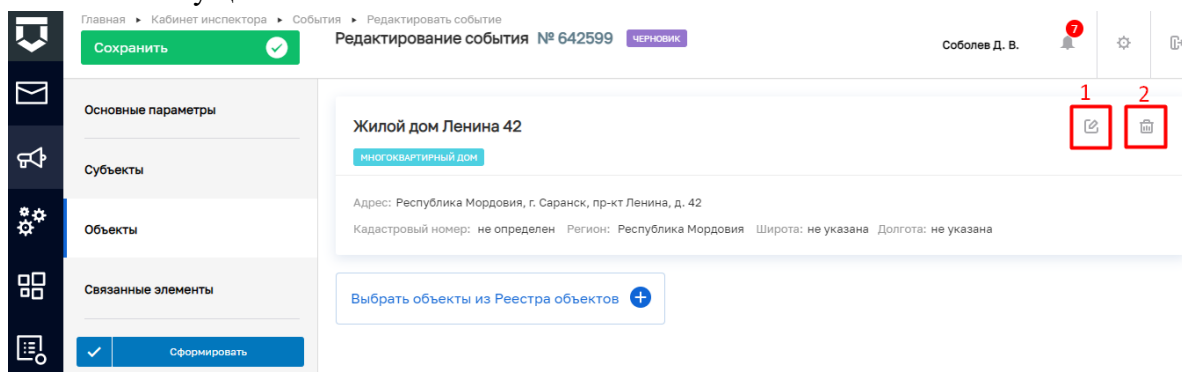 Главная ▸ Кабинет инспектора ▸ События ▸ Редактировать событие
Сохранить
Редактирование события № 642599 ЧЕРНОВИК
Соболев Д. В.
7
Основные параметры
Субъекты
Объекты
Связанные элементы
Сформировать
1 2
Жилой дом Ленина 42
МНОГОКВАРТИРНЫЙ ДОМ
Адрес: Республика Мордовия, г. Саранск, пр-кт Ленина, д. 42
Кадастровый номер: не определен Регион: Республика Мордовия Широта: не указана Долгота: не указана
Выбрать объекты из Реестра объектов